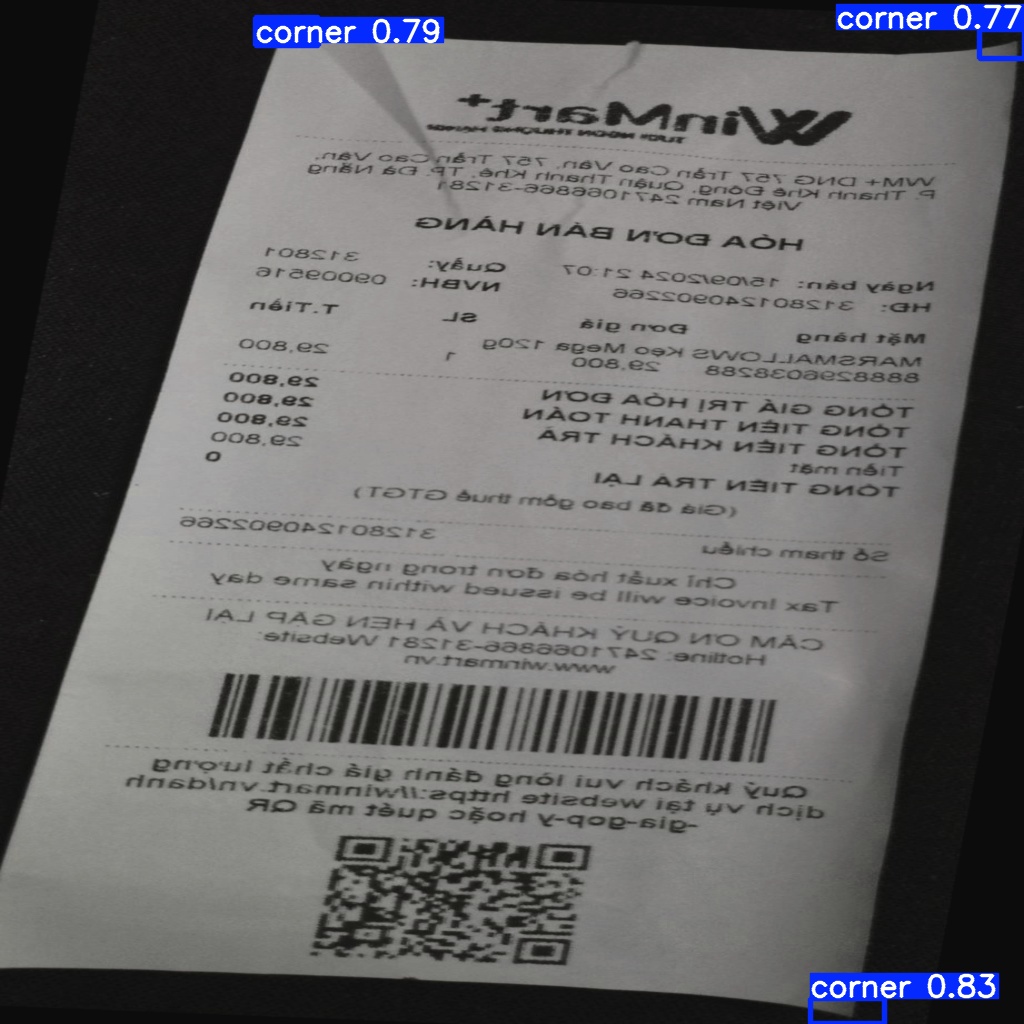 corner 0.79
corner 0.77
WinMart+
WM+ DNG 757 Trần Cao Vân, 757 Trần Cao Vân,
P. Thanh Khê Đông, Quận Thanh Khê, TP. Đà Nẵng
Việt Nam 2471066866-31281
HÓA ĐƠN BÁN HÀNG
Ngày bán: 15/09/2024 21:07 Quầy: 312801
HĐ: 312801240902266 NVBH: 09009516
Mặt hàng Đơn giá SL T.Tiền
MARSMALLOWS Kẹo Mega 120g
8888296038288 29,800 1 29,800
TỔNG GIÁ TRỊ HÓA ĐƠN 29,800
TỔNG TIỀN THANH TOÁN 29,800
TỔNG TIỀN KHÁCH TRẢ 29,800
Tiền mặt 29,800
TỔNG TIỀN TRẢ LẠI 0
(Giá đã bao gồm thuế GTGT)
Số tham chiếu 312801240902266
Chỉ xuất hóa đơn trong ngày
Tax Invoice will be issued within same day
CẢM ƠN QUÝ KHÁCH VÀ HẸN GẶP LẠI
Hotline: 2471066866-31281 Website:
www.winmart.vn
Quý khách vui lòng đánh giá chất lượng
dịch vụ tại website https://winmart.vn/danh
-gia-gop-y hoặc quét mã QR
corner 0.83